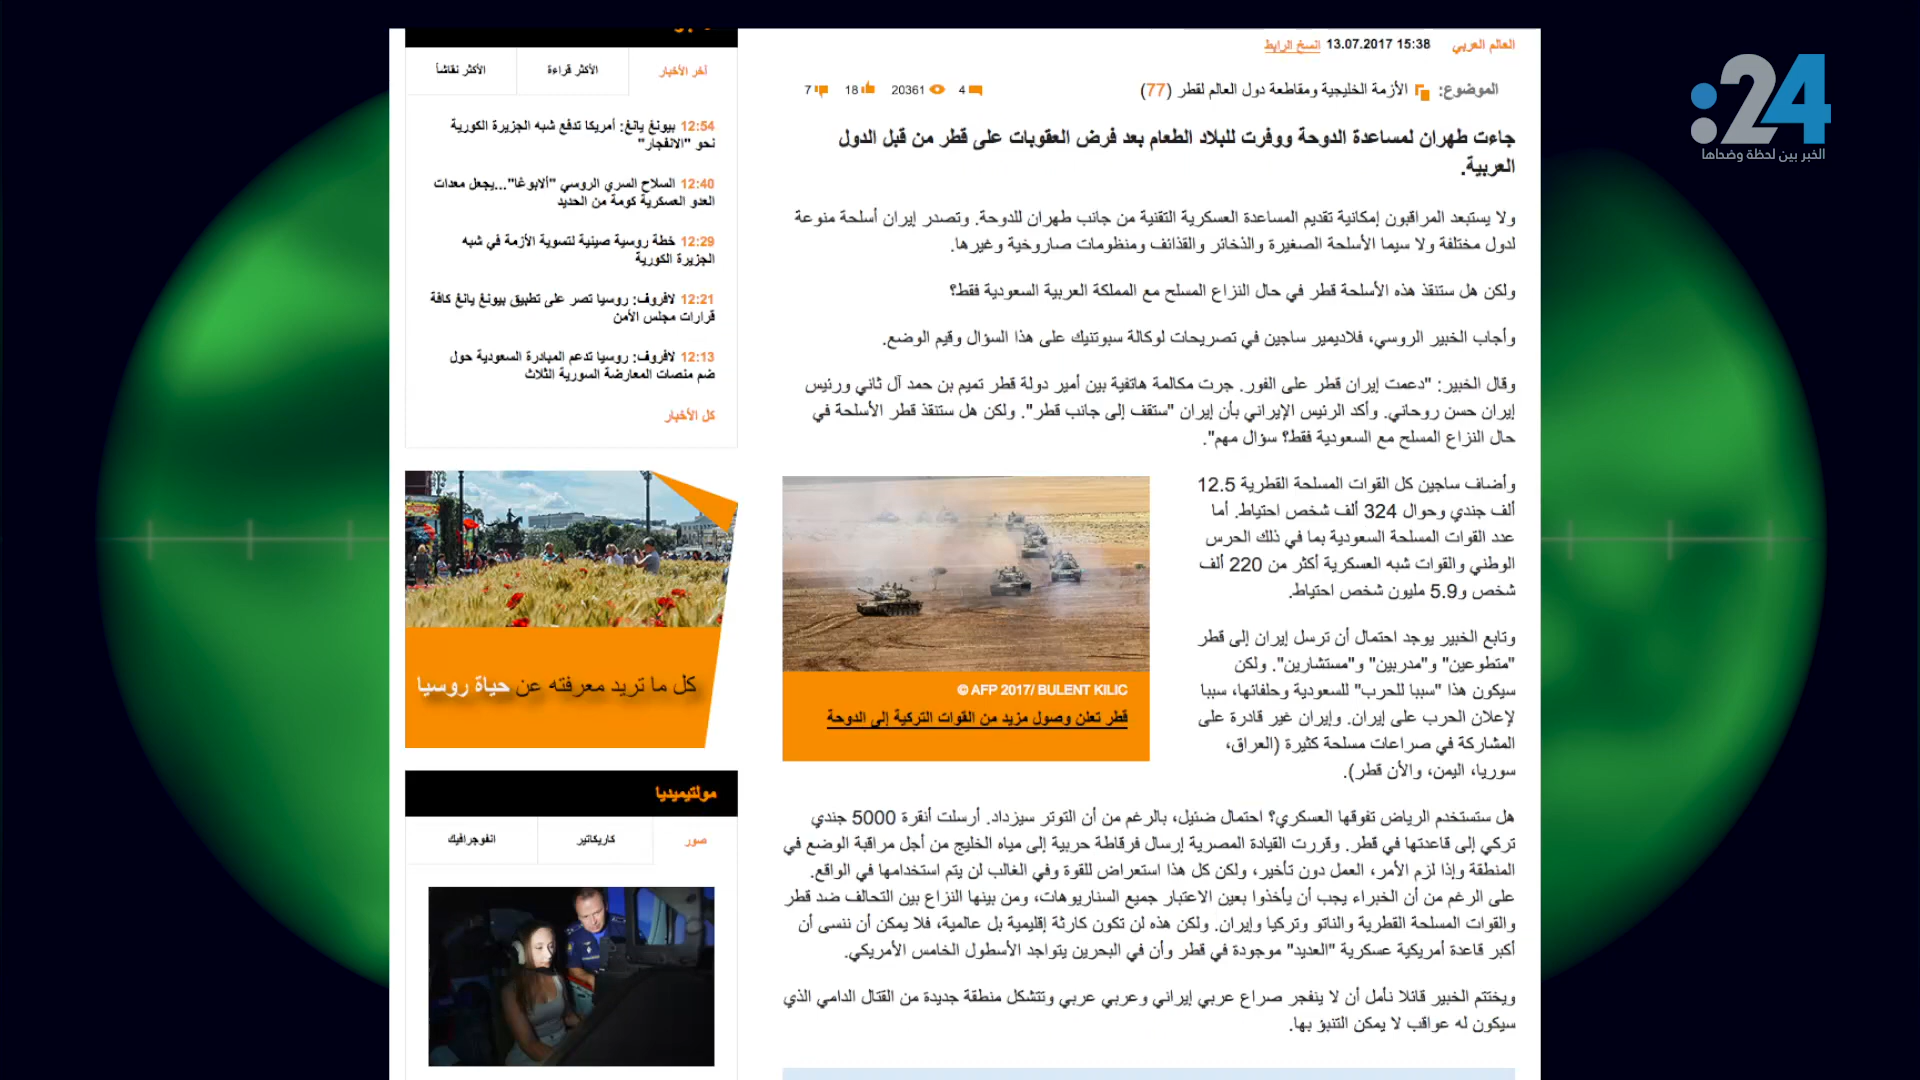 العالم العربي 15:38 13.07.2017 انسخ الرابط
الموضوع: الأزمة الخليجية ومقاطعة دول العالم لقطر (77)
4 20361 18 7
جاءت طهران لمساعدة الدوحة ووفرت للبلاد الطعام بعد فرض العقوبات على قطر من قبل الدول
العربية.
ولا يستبعد المراقبون إمكانية تقديم المساعدة العسكرية التقنية من جانب طهران للدوحة. وتصدر إيران أسلحة منوعة
لدول مختلفة ولا سيما الأسلحة الصغيرة والذخائر والقذائف ومنظومات صاروخية وغيرها.
ولكن هل ستنقذ هذه الأسلحة قطر في حال النزاع المسلح مع المملكة العربية السعودية فقط؟
وأجاب الخبير الروسي، فلاديمير ساجين في تصريحات لوكالة سبوتنيك على هذا السؤال وقيم الوضع.
وقال الخبير: "دعمت إيران قطر على الفور. جرت مكالمة هاتفية بين أمير دولة قطر تميم بن حمد آل ثاني ورئيس
إيران حسن روحاني. وأكد الرئيس الإيراني بأن إيران "ستقف إلى جانب قطر". ولكن هل ستنقذ قطر الأسلحة في
حال النزاع المسلح مع السعودية فقط؟ سؤال مهم".
وأضاف ساجين كل القوات المسلحة القطرية 12.5
ألف جندي وحوال 324 ألف شخص احتياط. أما
عدد القوات المسلحة السعودية بما في ذلك الحرس
الوطني والقوات شبه العسكرية أكثر من 220 ألف
شخص و5.9 مليون شخص احتياط.
وتابع الخبير يوجد احتمال أن ترسل إيران إلى قطر
"متطوعين" و"مدربين" و"مستشارين". ولكن
سيكون هذا "سببا للحرب" للسعودية وحلفائها، سببا
لإعلان الحرب على إيران. وإيران غير قادرة على
المشاركة في صراعات مسلحة كثيرة (العراق،
سوريا، اليمن، والأن قطر).
© AFP 2017/ BULENT KILIC
قطر تعلن وصول مزيد من القوات التركية إلى الدوحة
هل ستستخدم الرياض تفوقها العسكري؟ احتمال ضئيل، بالرغم من أن التوتر سيزداد. أرسلت أنقرة 5000 جندي
تركي إلى قاعدتها في قطر. وقررت القيادة المصرية إرسال فرقاطة حربية إلى مياه الخليج من أجل مراقبة الوضع في
المنطقة وإذا لزم الأمر، العمل دون تأخير، ولكن كل هذا استعراض للقوة وفي الغالب لن يتم استخدامها في الواقع.
على الرغم من أن الخبراء يجب أن يأخذوا بعين الاعتبار جميع السناريوهات، ومن بينها النزاع بين التحالف ضد قطر
والقوات المسلحة القطرية والناتو وتركيا وإيران. ولكن هذه لن تكون كارثة إقليمية بل عالمية، فلا يمكن أن ننسى أن
أكبر قاعدة أمريكية عسكرية "العديد" موجودة في قطر وأن في البحرين يتواجد الأسطول الخامس الأمريكي.
ويختتم الخبير قائلا نأمل أن لا ينفجر صراع عربي إيراني وعربي عربي وتتشكل منطقة جديدة من القتال الدامي الذي
سيكون له عواقب لا يمكن التنبؤ بها.
آخر الأخبار الأكثر قراءة الأكثر نقاشاً
12:54 بيونغ يانغ: أمريكا تدفع شبه الجزيرة الكورية
نحو "الانفجار"
12:40 السلاح السري الروسي "ألابوغا"...يجعل معدات
العدو العسكرية كومة من الحديد
12:29 خطة روسية صينية لتسوية الأزمة في شبه
الجزيرة الكورية
12:21 لافروف: روسيا تصر على تطبيق بيونغ يانغ كافة
قرارات مجلس الأمن
12:13 لافروف: روسيا تدعم المبادرة السعودية حول
ضم منصات المعارضة السورية الثلاث
كل الأخبار
كل ما تريد معرفته عن حياة روسيا
مولتيميديا
صور كاريكاتير انفوجرافيك
24:
الخبر بين لحظة وضحاها